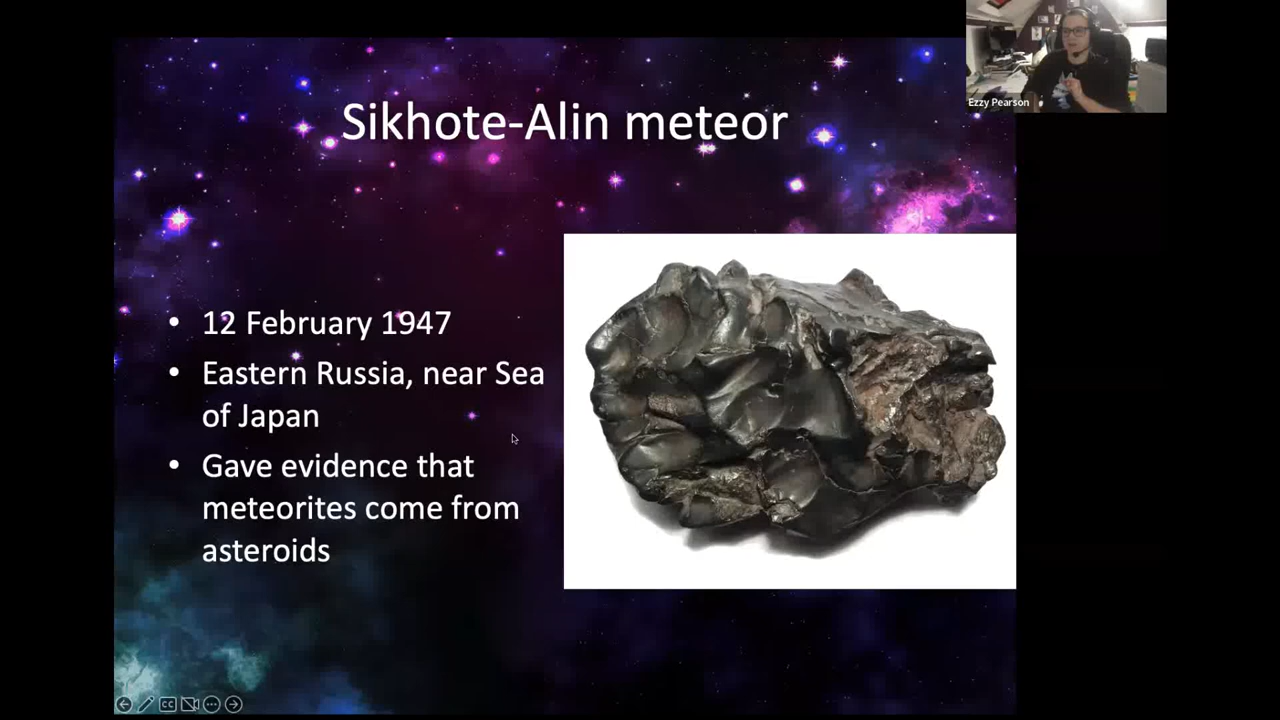 Sikhote-Alin meteor
Ezzy Pearson
• 12 February 1947
• Eastern Russia, near Sea
of Japan
• Gave evidence that
meteorites come from
asteroids
CC